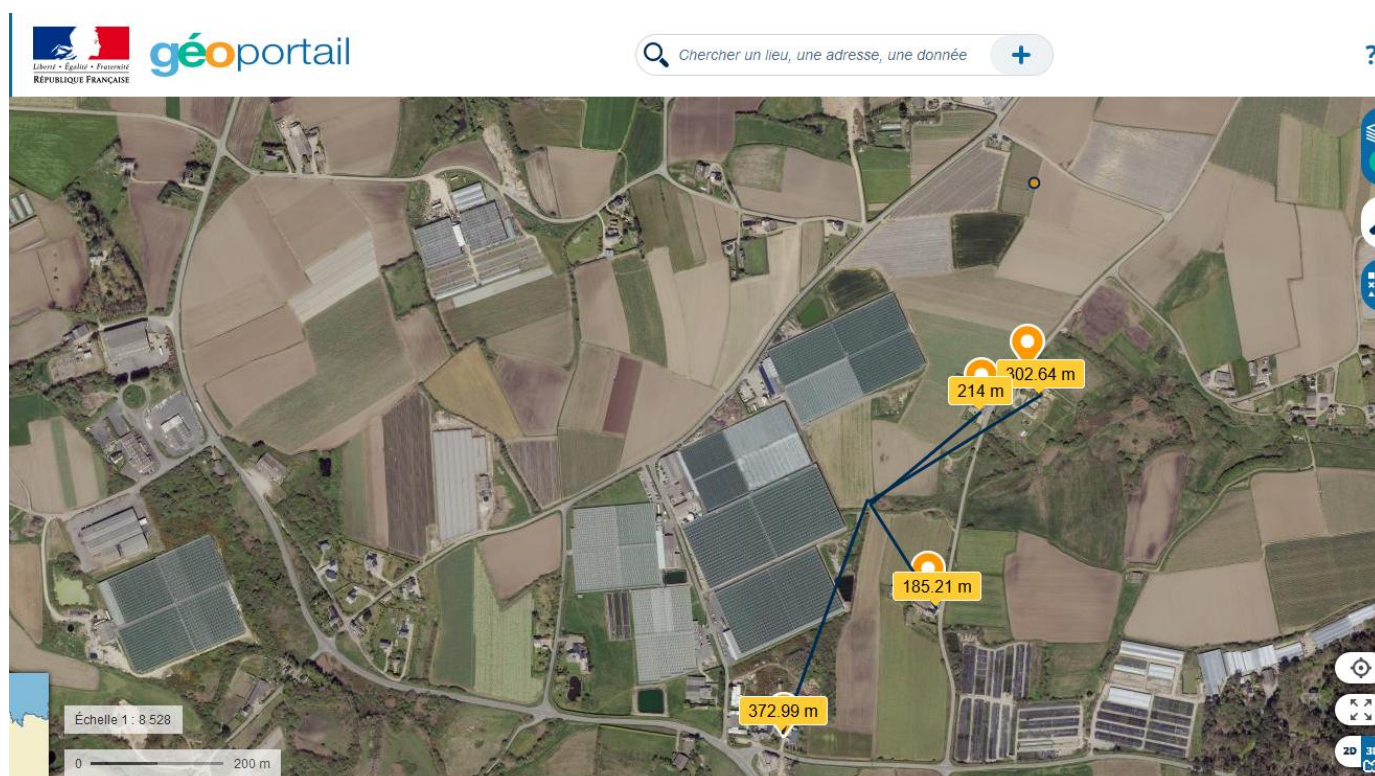 Liberté • Égalité • Fraternité
RÉPUBLIQUE FRANÇAISE
géoportail
Chercher un lieu, une adresse, une donnée
+
?
302.64 m
214 m
185.21 m
372.99 m
Échelle 1 : 8 528
0 200 m
2D 3D